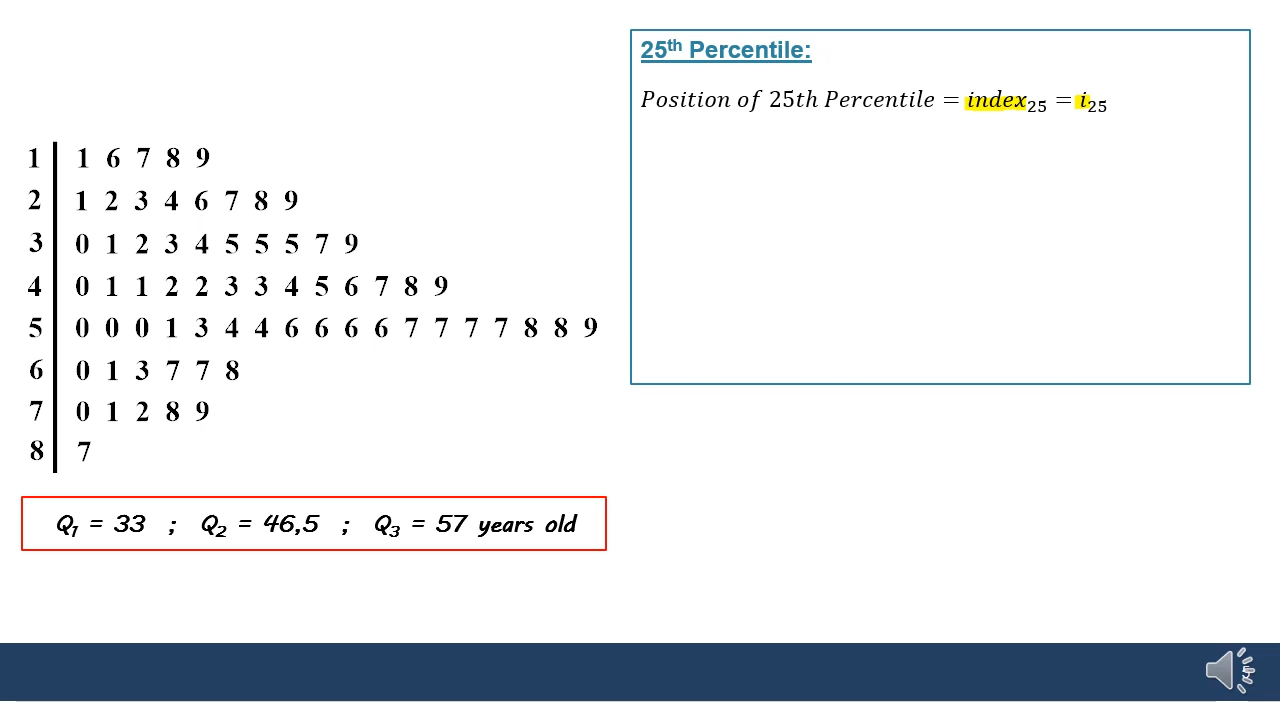 25th Percentile:
Position of 25th Percentile = index25 = i25
1 | 1 6 7 8 9
2 | 1 2 3 4 6 7 8 9
3 | 0 1 2 3 4 5 5 5 7 9
4 | 0 1 1 2 2 3 3 4 5 6 7 8 9
5 | 0 0 0 1 3 4 4 6 6 6 6 7 7 7 7 8 8 9
6 | 0 1 3 7 7 8
7 | 0 1 2 8 9
8 | 7
Q1 = 33 ; Q2 = 46,5 ; Q3 = 57 years old